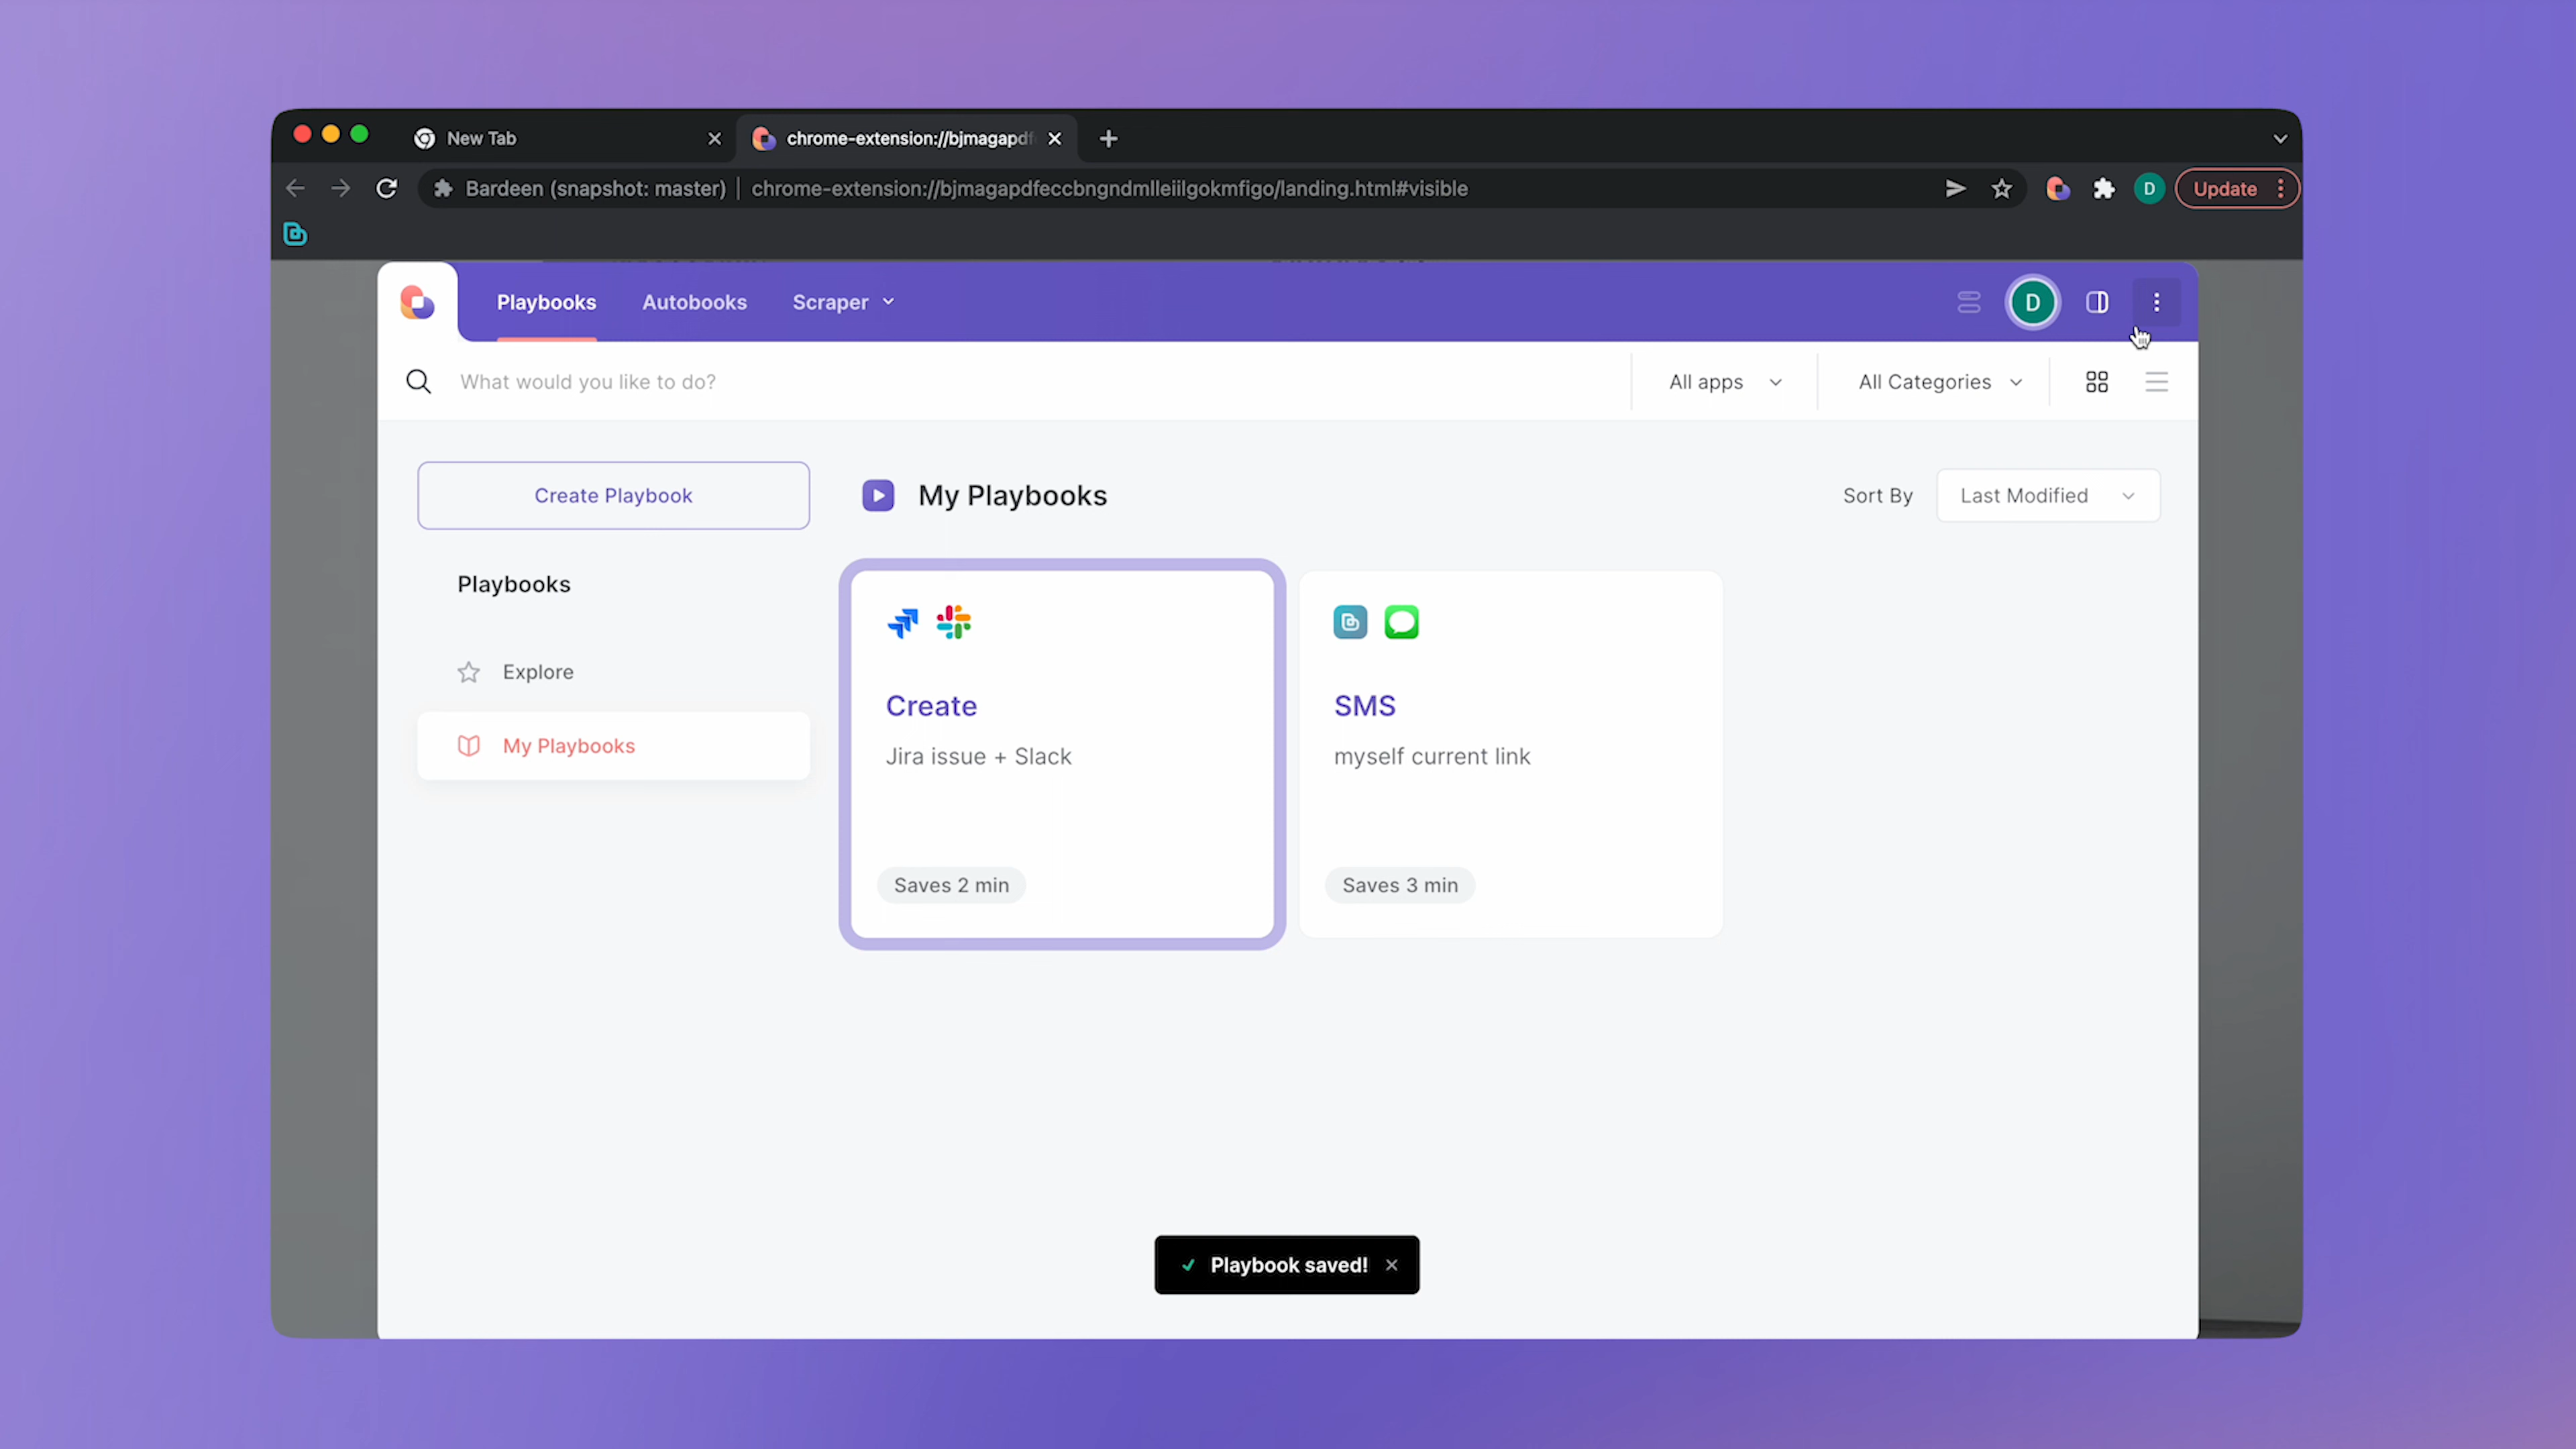 New Tab
chrome-extension://bjmagapdf
Bardeen (snapshot: master) | chrome-extension://bjmagapdfeccbngndmlleiilgokmfigo/landing.html#visible
D
Update
Playbooks
Autobooks
Scraper
D
What would you like to do?
All apps
All Categories
Create Playbook
My Playbooks
Sort By
Last Modified
Playbooks
Explore
My Playbooks
Create
Jira issue + Slack
Saves 2 min
SMS
myself current link
Saves 3 min
Playbook saved!